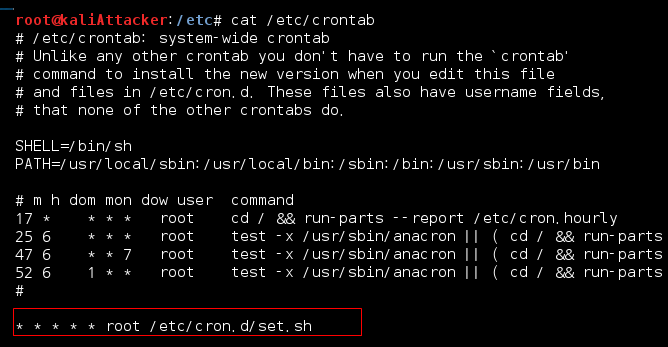 root@kaliAttacker:/etc# cat /etc/crontab
# /etc/crontab: system-wide crontab
# Unlike any other crontab you don't have to run the `crontab'
# command to install the new version when you edit this file
# and files in /etc/cron.d. These files also have username fields,
# that none of the other crontabs do.
SHELL=/bin/sh
PATH=/usr/local/sbin:/usr/local/bin:/sbin:/bin:/usr/sbin:/usr/bin
# m h dom mon dow user command
17 * * * * root cd / && run-parts --report /etc/cron.hourly
25 6 * * * root test -x /usr/sbin/anacron || ( cd / && run-parts
47 6 * * 7 root test -x /usr/sbin/anacron || ( cd / && run-parts
52 6 1 * * root test -x /usr/sbin/anacron || ( cd / && run-parts
#
* * * * * root /etc/cron.d/set.sh